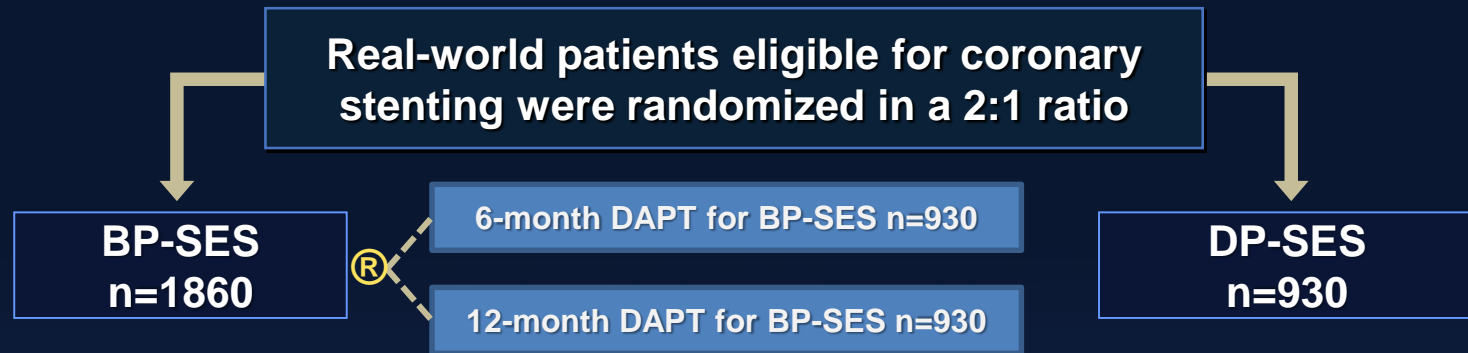 Real-world patients eligible for coronary
stenting were randomized in a 2:1 ratio
BP-SES
n=1860
®
6-month DAPT for BP-SES n=930
12-month DAPT for BP-SES n=930
DP-SES
n=930